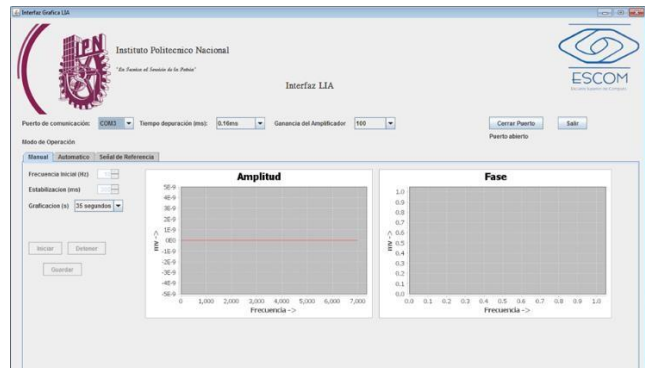 Interfaz Grafica LIA
IPN
Instituto Politecnico Nacional
"La Tecnica al Servicio de la Patria"
Interfaz LIA
ESCOM
Escuela Superior de Computo
Puerto de comunicación: COM3 Tiempo depuración (ms): 0.16ms Ganancia del Amplificador 100 Cerrar Puerto Salir
Puerto abierto
Modo de Operación
Manual Automatico Señal de Referencia
Frecuencia Inicial (Hz)
Estabilizacion (ms)
Graficacion (s) 35 segundos
Iniciar Detener
Guardar
Amplitud
mv ->
5E-9
4E-9
3E-9
2E-9
1E-9
0E0
-1E-9
-2E-9
-3E-9
-4E-9
-5E-9
0 1,000 2,000 3,000 4,000 5,000 6,000 7,000
Frecuencia ->
Fase
mv ->
1.0
0.9
0.8
0.7
0.6
0.5
0.4
0.3
0.2
0.1
0.0
0.0 0.1 0.2 0.3 0.4 0.5 0.6 0.7 0.8 0.9 1.0
Frecuencia ->